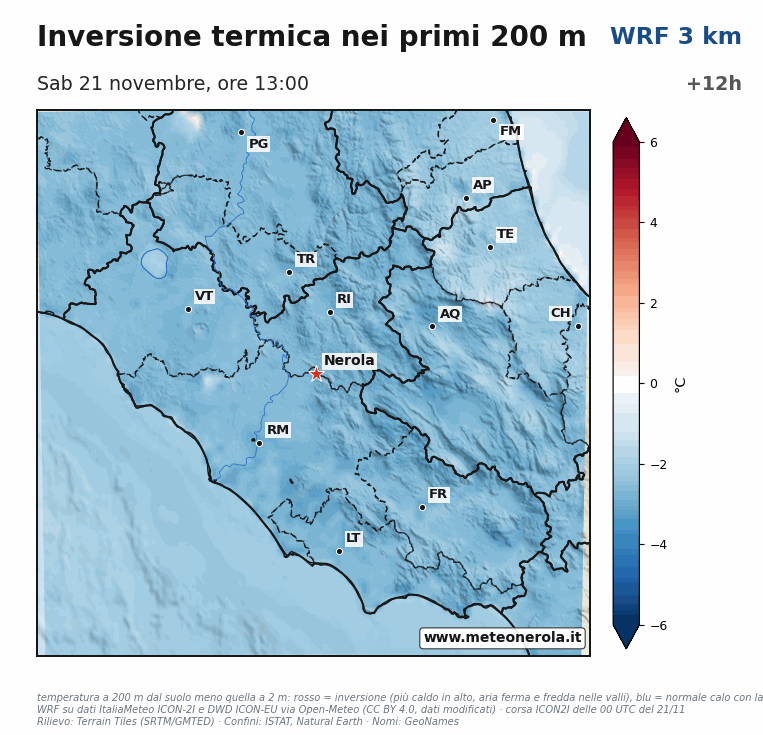 Inversione termica nei primi 200 m WRF 3 km
Sab 21 novembre, ore 13:00 +12h
FM
PG
AP
TE
TR
VT
RI
AQ
CH
Nerola
RM
FR
LT
www.meteonerola.it
6
4
2
0
−2
−4
−6
°C
temperatura a 200 m dal suolo meno quella a 2 m: rosso = inversione (più caldo in alto, aria ferma e fredda nelle valli), blu = normale calo con la
WRF su dati ItaliaMeteo ICON-2I e DWD ICON-EU via Open-Meteo (CC BY 4.0, dati modificati) · corsa ICON2I delle 00 UTC del 21/11
Rilievo: Terrain Tiles (SRTM/GMTED) · Confini: ISTAT, Natural Earth · Nomi: GeoNames